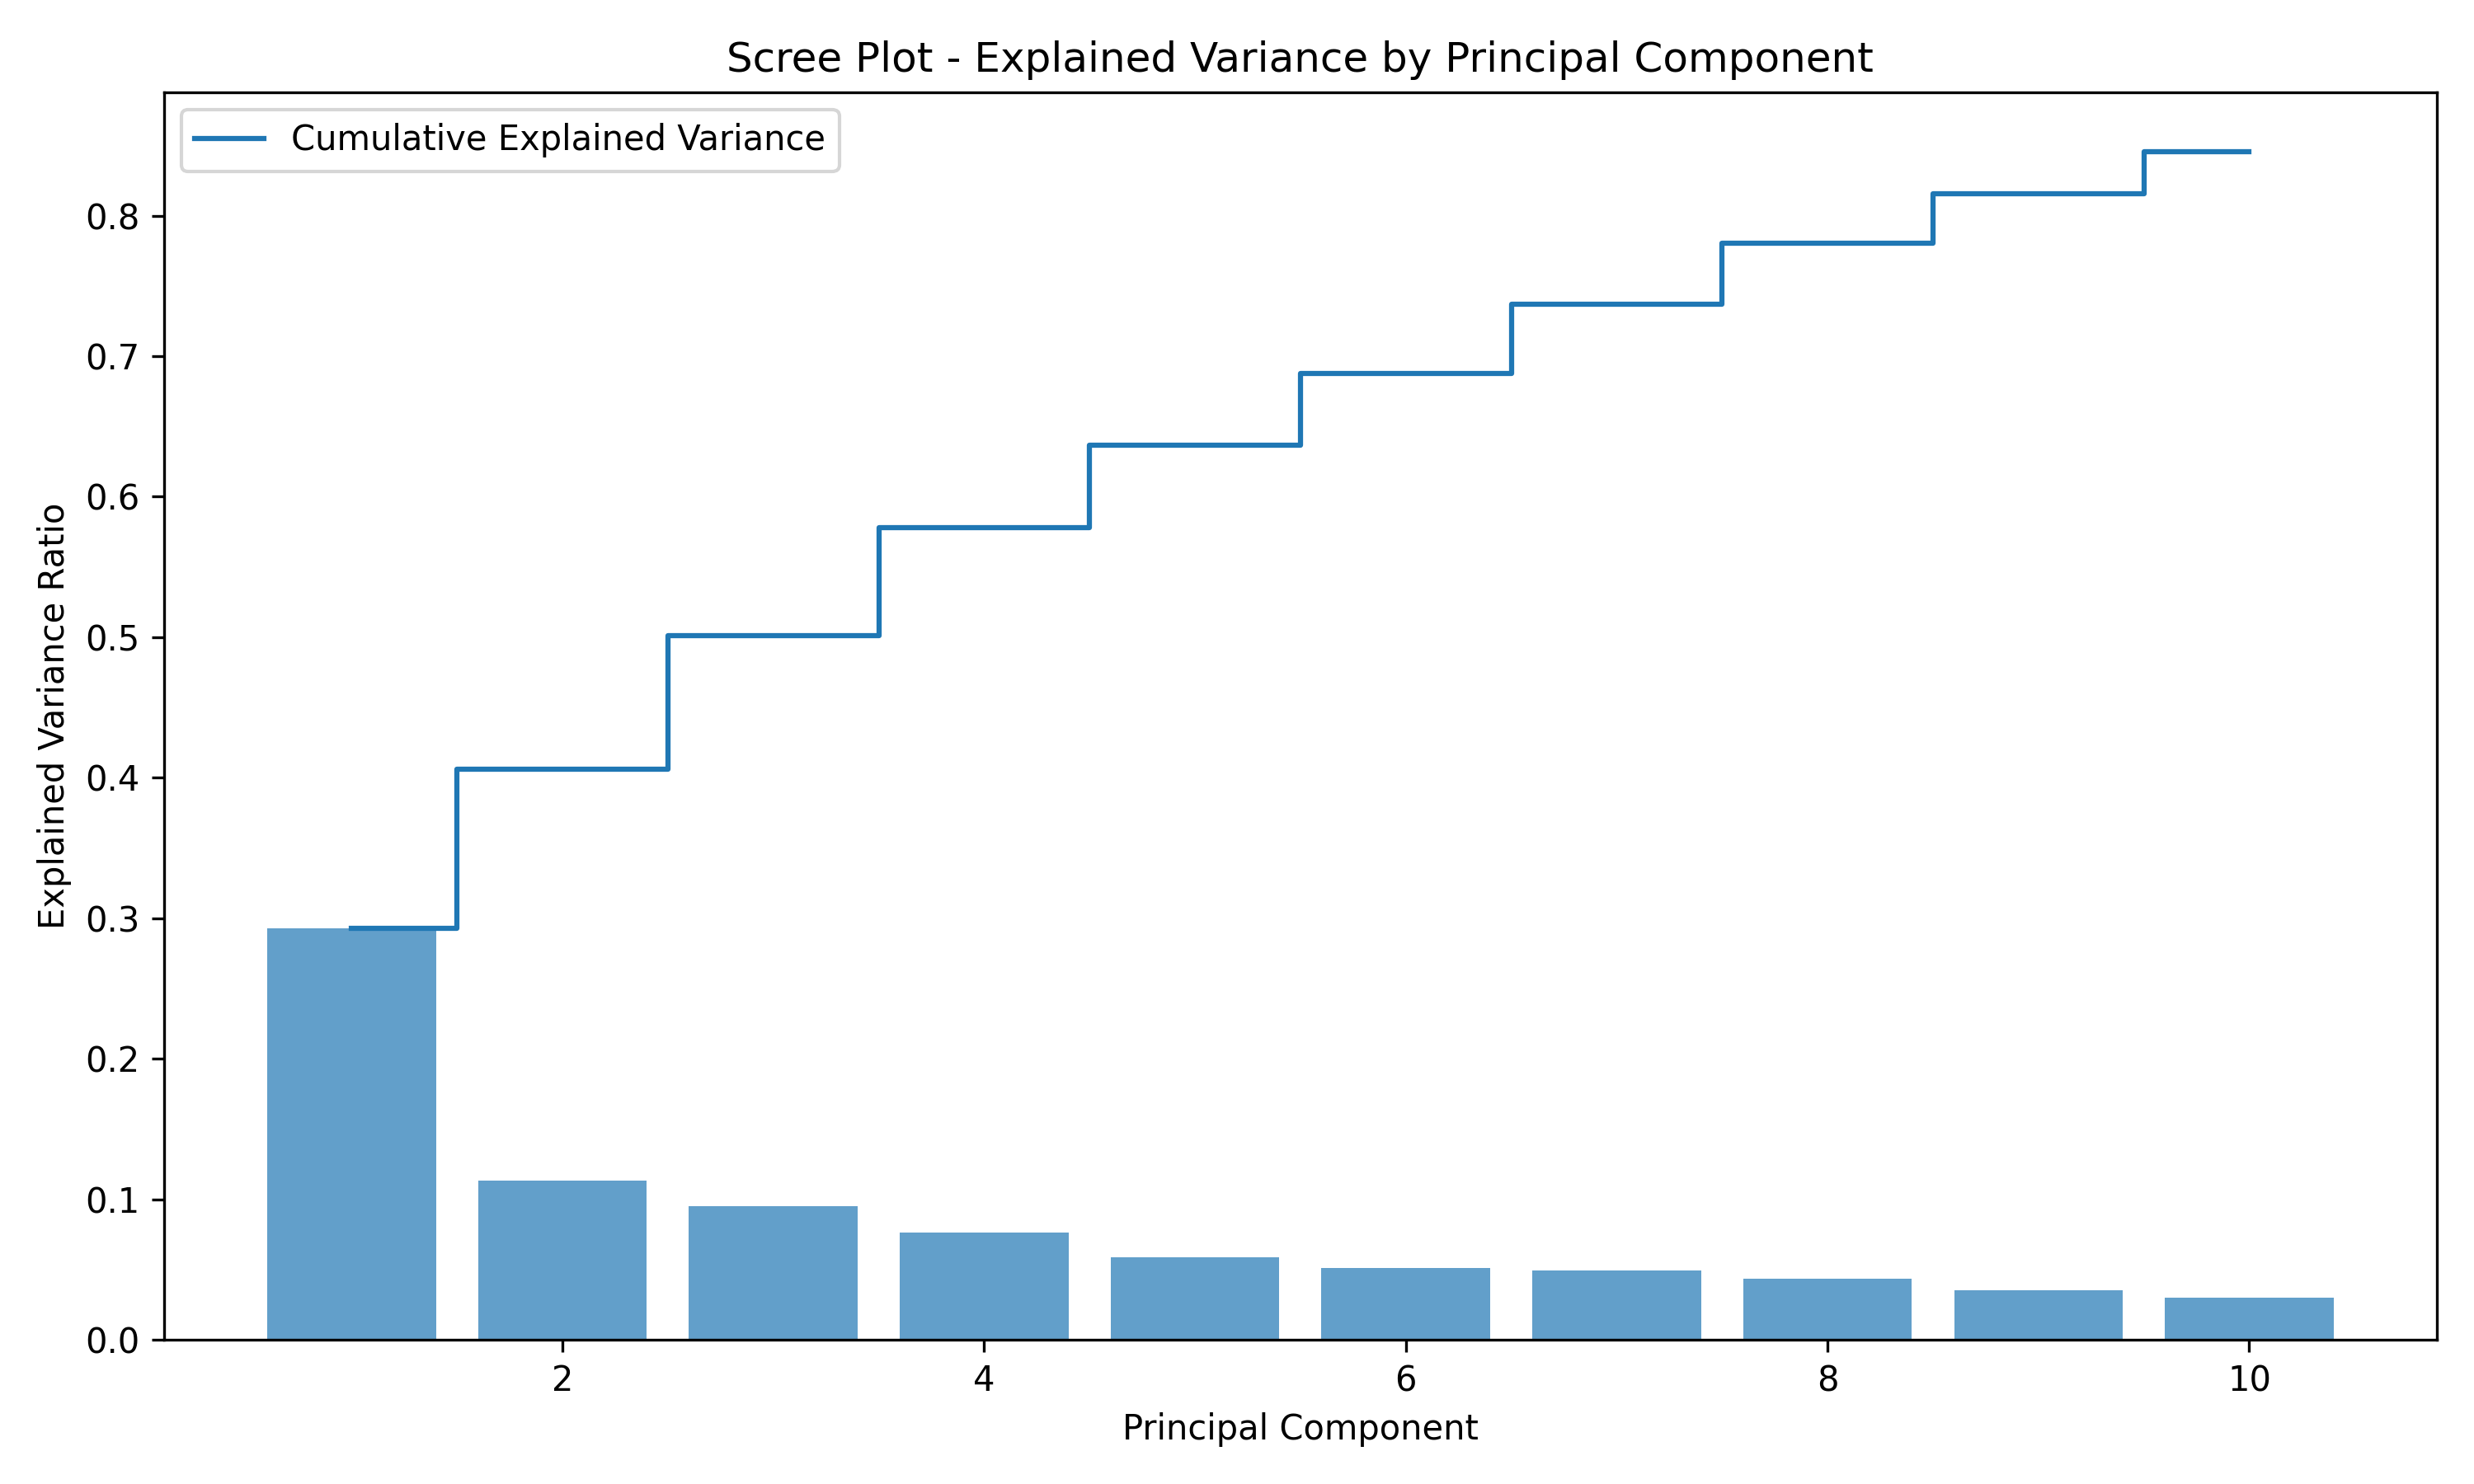 Scree Plot - Explained Variance by Principal Component
Cumulative Explained Variance
0.8
0.7
0.6
0.5
0.4
0.3
0.2
0.1
0.0
Explained Variance Ratio
2 4 6 8 10
Principal Component